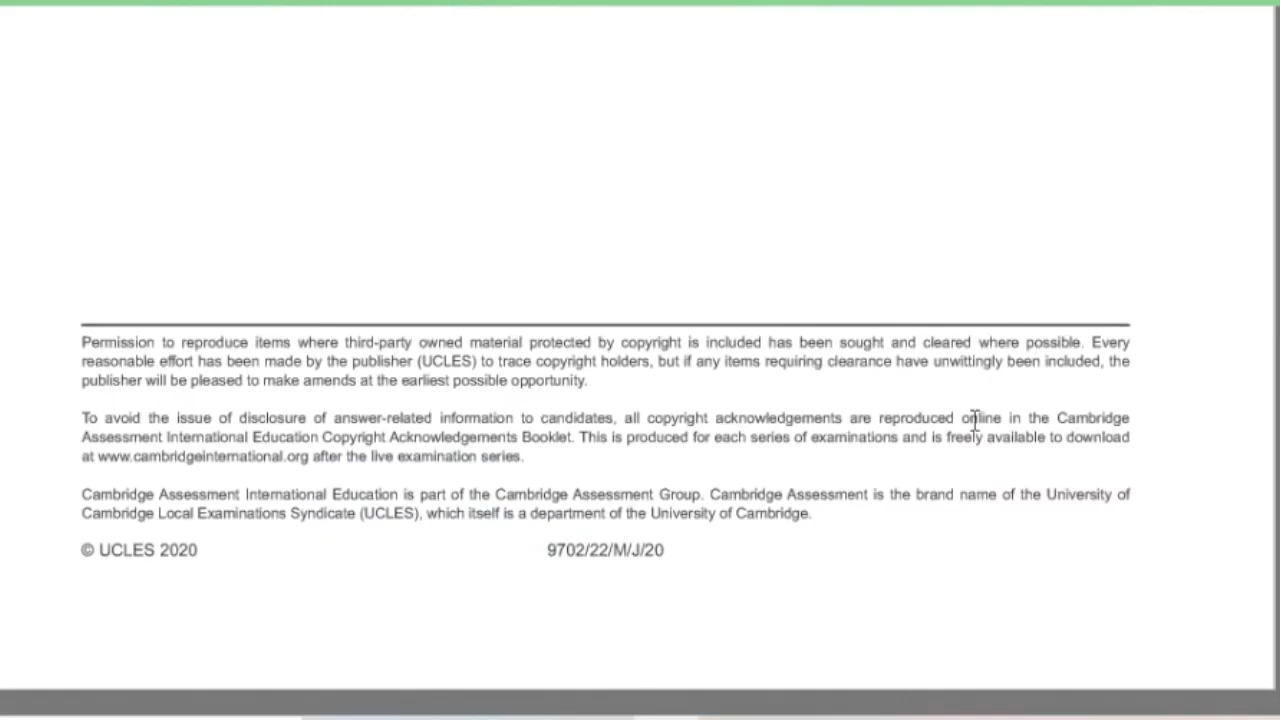 Permission to reproduce items where third-party owned material protected by copyright is included has been sought and cleared where possible. Every
reasonable effort has been made by the publisher (UCLES) to trace copyright holders, but if any items requiring clearance have unwittingly been included, the
publisher will be pleased to make amends at the earliest possible opportunity.
To avoid the issue of disclosure of answer-related information to candidates, all copyright acknowledgements are reproduced online in the Cambridge
Assessment International Education Copyright Acknowledgements Booklet. This is produced for each series of examinations and is freely available to download
at www.cambridgeinternational.org after the live examination series.
Cambridge Assessment International Education is part of the Cambridge Assessment Group. Cambridge Assessment is the brand name of the University of
Cambridge Local Examinations Syndicate (UCLES), which itself is a department of the University of Cambridge.
© UCLES 2020 9702/22/M/J/20